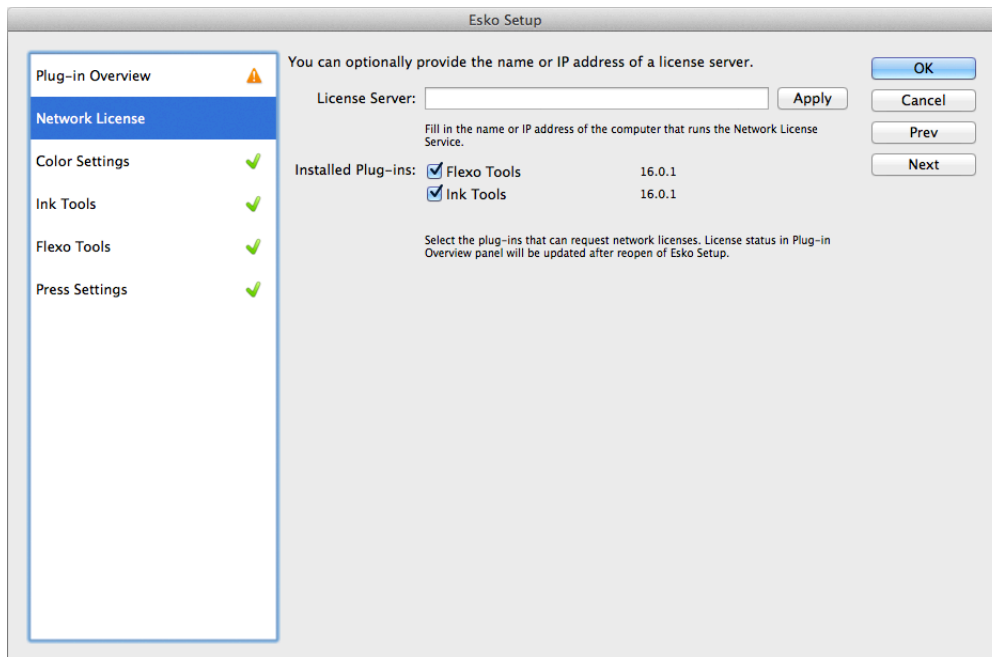 Esko Setup
Plug-in Overview
Network License
Color Settings
Ink Tools
Flexo Tools
Press Settings
You can optionally provide the name or IP address of a license server.
License Server:
Apply
Fill in the name or IP address of the computer that runs the Network License
Service.
Installed Plug-ins:
Flexo Tools 16.0.1
Ink Tools 16.0.1
Select the plug-ins that can request network licenses. License status in Plug-in
Overview panel will be updated after reopen of Esko Setup.
OK
Cancel
Prev
Next